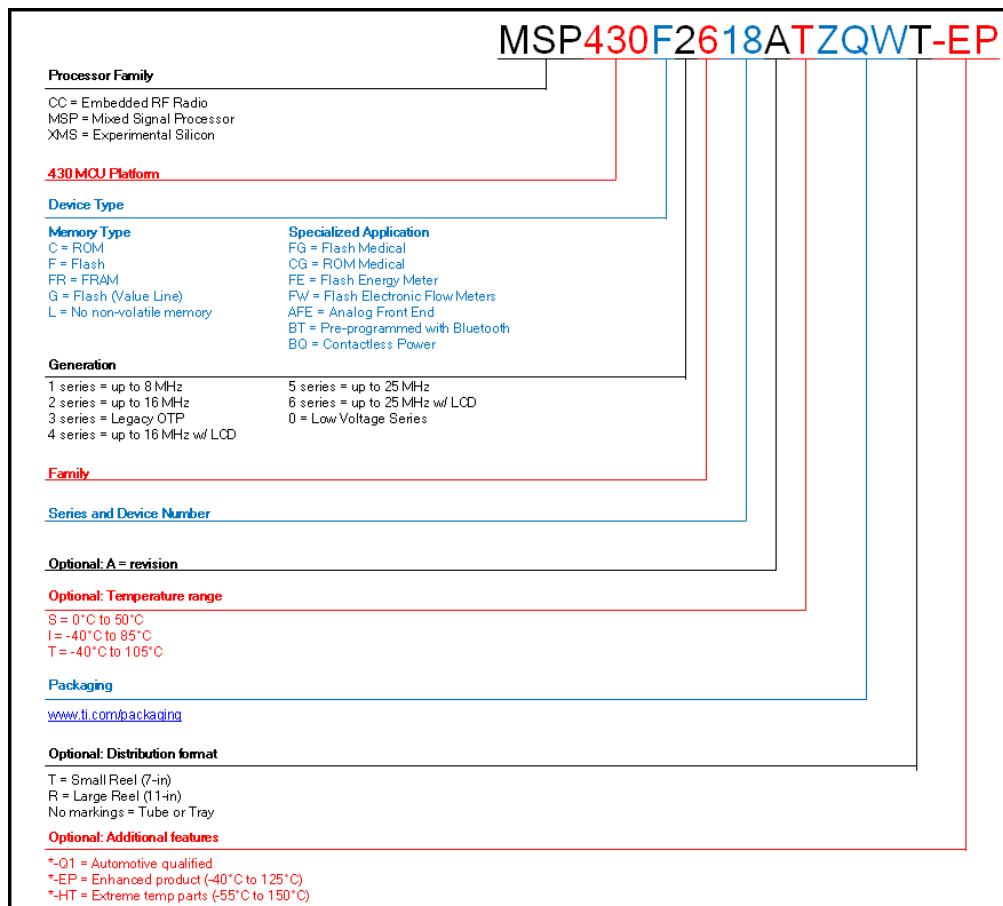 MSP430F2618ATZQWT-EP
Processor Family
CC = Embedded RF Radio
MSP = Mixed Signal Processor
XMS = Experimental Silicon
430 MCU Platform
Device Type
Memory Type
C = ROM
F = Flash
FR = FRAM
G = Flash (Value Line)
L = No non-volatile memory
Specialized Application
FG = Flash Medical
CG = ROM Medical
FE = Flash Energy Meter
FW = Flash Electronic Flow Meters
AFE = Analog Front End
BT = Pre-programmed with Bluetooth
BQ = Contactless Power
Generation
1 series = up to 8 MHz
2 series = up to 16 MHz
3 series = Legacy OTP
4 series = up to 16 MHz w/ LCD
5 series = up to 25 MHz
6 series = up to 25 MHz w/ LCD
0 = Low Voltage Series
Family
Series and Device Number
Optional: A = revision
Optional: Temperature range
S = 0°C to 50°C
I = -40°C to 85°C
T = -40°C to 105°C
Packaging
www.ti.com/packaging
Optional: Distribution format
T = Small Reel (7-in)
R = Large Reel (11-in)
No markings = Tube or Tray
Optional: Additional features
*-Q1 = Automotive qualified
*-EP = Enhanced product (-40°C to 125°C)
*-HT = Extreme temp parts (-55°C to 150°C)